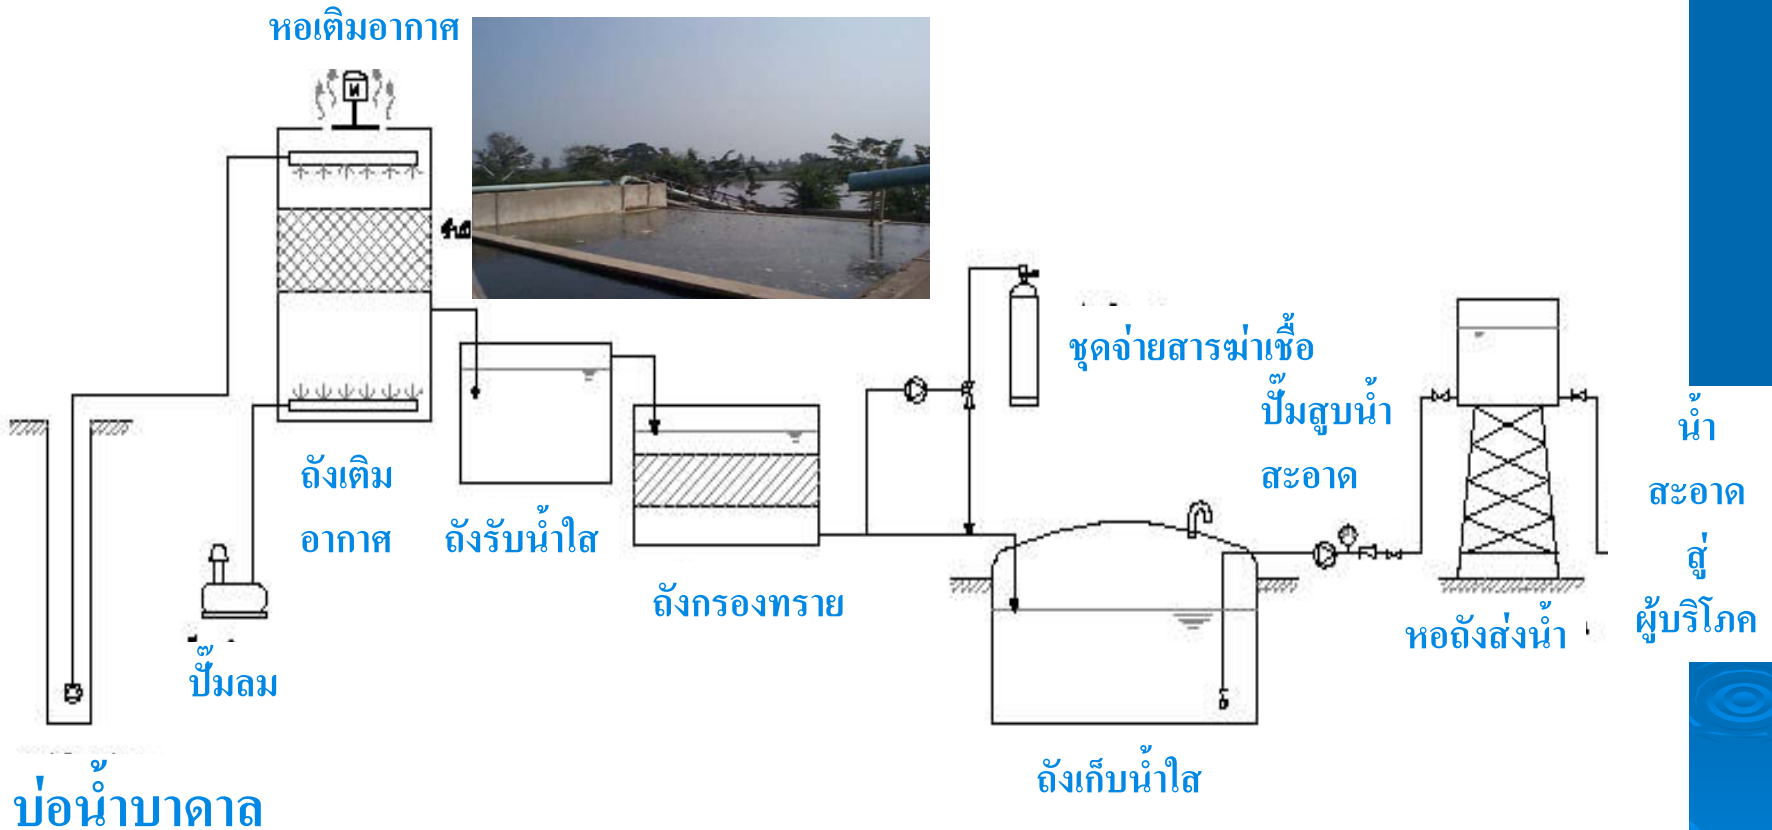 หอเติมอากาศ
ชุดจ่ายสารฆ่าเชื้อ
ปั๊มสูบน้ำ
สะอาด
น้ำ
สะอาด
สู่
ผู้บริโภค
ถังเติม
อากาศ
ถังรับน้ำใส
ถังกรองทราย
หอถังส่งน้ำ
ปั๊มลม
ถังเก็บน้ำใส
บ่อน้ำบาดาล